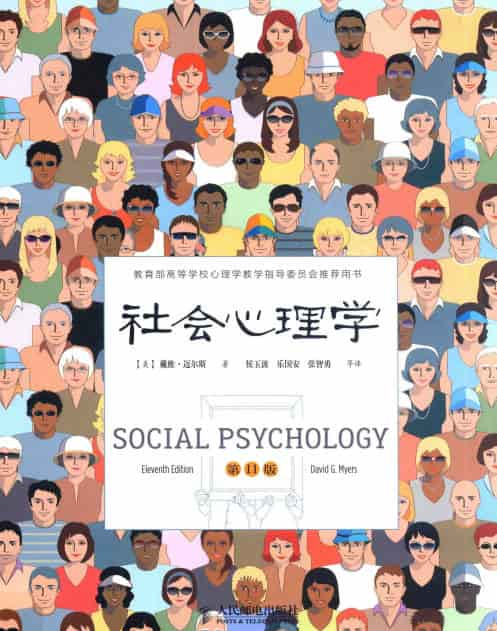 教育部高等学校心理学教学指导委员会推荐用书
社会心理学
[美] 戴维·迈尔斯 著 侯玉波 乐国安 张智勇 等译
SOCIAL PSYCHOLOGY
Eleventh Edition 第11版 David G. Myers
人民邮电出版社
POSTS & TELECOM PRESS